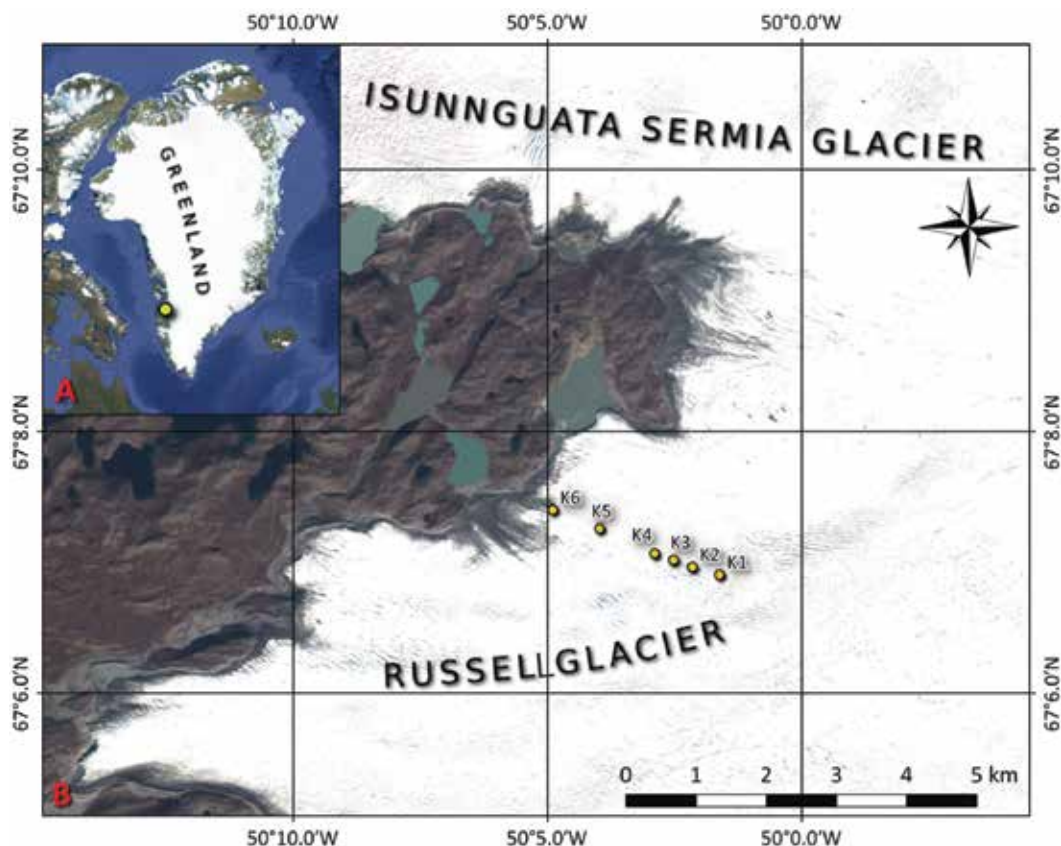 50°10.0'W 50°5.0'W 50°0.0'W
ISUNNGUATA SERMIA GLACIER
GREENLAND
A
67°10.0'N 67°10.0'N
67°8.0'N 67°8.0'N
K6
K5
K4
K3
K2
K1
RUSSELLGLACIER
67°6.0'N 67°6.0'N
0 1 2 3 4 5 km
B
50°10.0'W 50°5.0'W 50°0.0'W